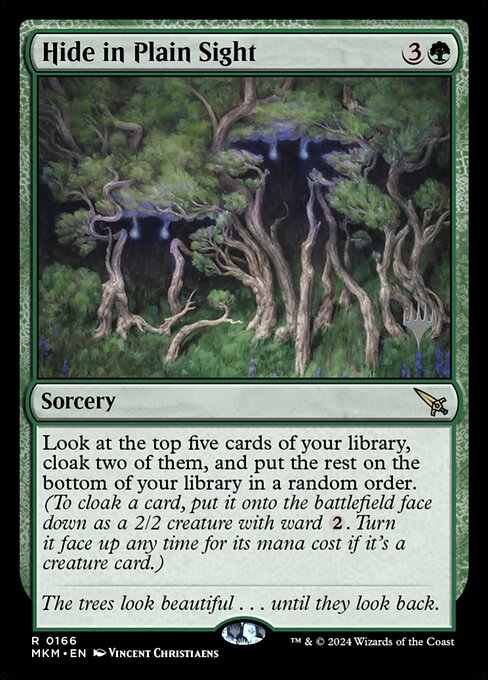 Hide in Plain Sight 3
Sorcery
Look at the top five cards of your library,
cloak two of them, and put the rest on the
bottom of your library in a random order.
(To cloak a card, put it onto the battlefield face
down as a 2/2 creature with ward 2. Turn
it face up any time for its mana cost if it's a
creature card.)
The trees look beautiful . . . until they look back.
R 0166
™ & © 2024 Wizards of the Coast
MKM • EN Vincent Christiaens